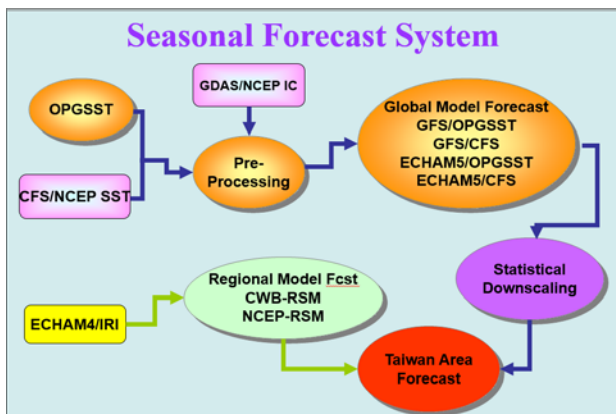 Seasonal Forecast System
GDAS/NCEP IC
OPGSST
CFS/NCEP SST
Pre-
Processing
Global Model Forecast
GFS/OPGSST
GFS/CFS
ECHAM5/OPGSST
ECHAM5/CFS
Statistical
Downscaling
Regional Model Fcst
CWB-RSM
NCEP-RSM
ECHAM4/IRI
Taiwan Area
Forecast